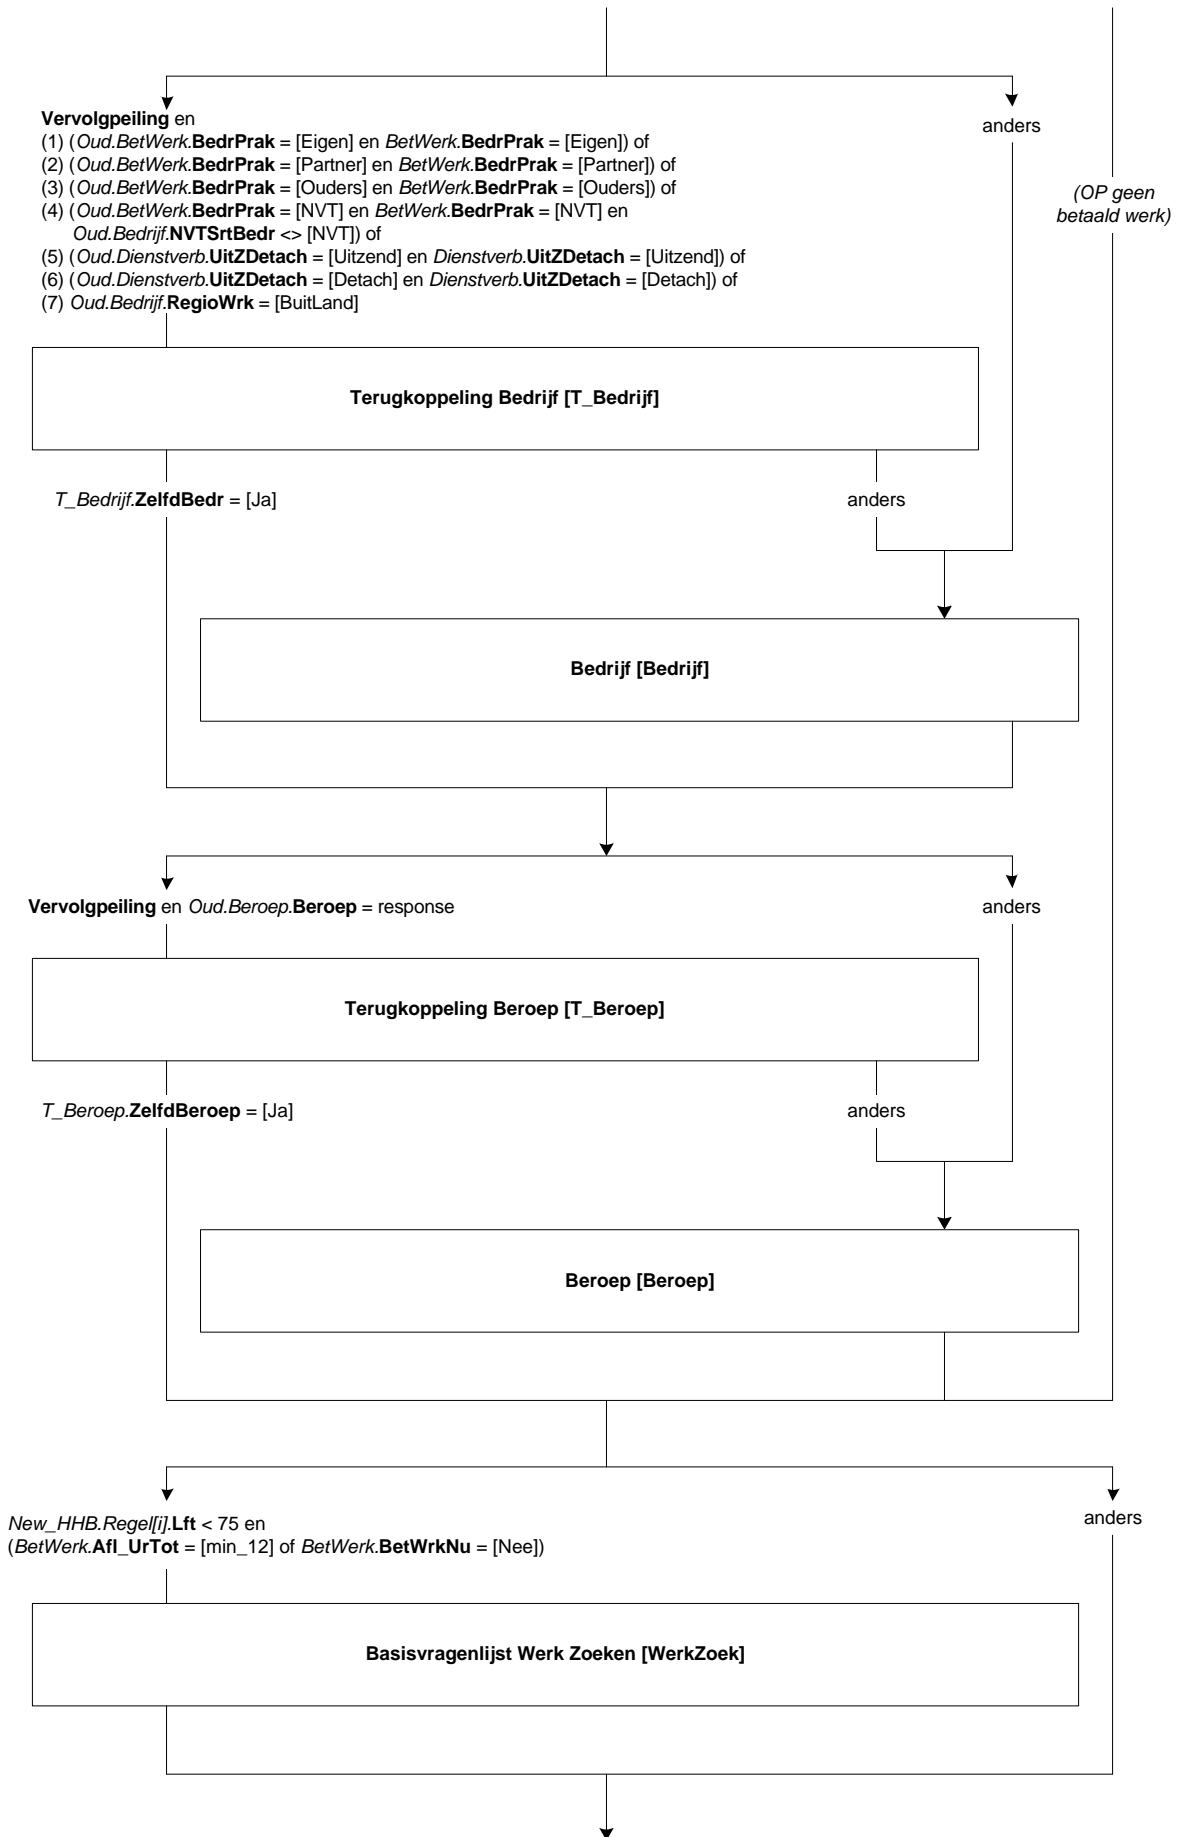 Vervolgpeiling en
(1) (Oud.BetWerk.BedrPrak = [Eigen] en BetWerk.BedrPrak = [Eigen]) of
(2) (Oud.BetWerk.BedrPrak = [Partner] en BetWerk.BedrPrak = [Partner]) of
(3) (Oud.BetWerk.BedrPrak = [Ouders] en BetWerk.BedrPrak = [Ouders]) of
(4) (Oud.BetWerk.BedrPrak = [NVT] en BetWerk.BedrPrak = [NVT] en
Oud.Bedrijf.NVTSrtBedr <> [NVT]) of
(5) (Oud.Dienstverb.UitZDetach = [Uitzend] en Dienstverb.UitZDetach = [Uitzend]) of
(6) (Oud.Dienstverb.UitZDetach = [Detach] en Dienstverb.UitZDetach = [Detach]) of
(7) Oud.Bedrijf.RegioWrk = [BuitLand]
anders
(OP geen
betaald werk)
Terugkoppeling Bedrijf [T_Bedrijf]
T_Bedrijf.ZelfdBedr = [Ja]
anders
Bedrijf [Bedrijf]
Vervolgpeiling en Oud.Beroep.Beroep = response
anders
Terugkoppeling Beroep [T_Beroep]
T_Beroep.ZelfdBeroep = [Ja]
anders
Beroep [Beroep]
New_HHB.Regel[i].Lft < 75 en
(BetWerk.Afl_UrTot = [min_12] of BetWerk.BetWrkNu = [Nee])
anders
Basisvragenlijst Werk Zoeken [WerkZoek]